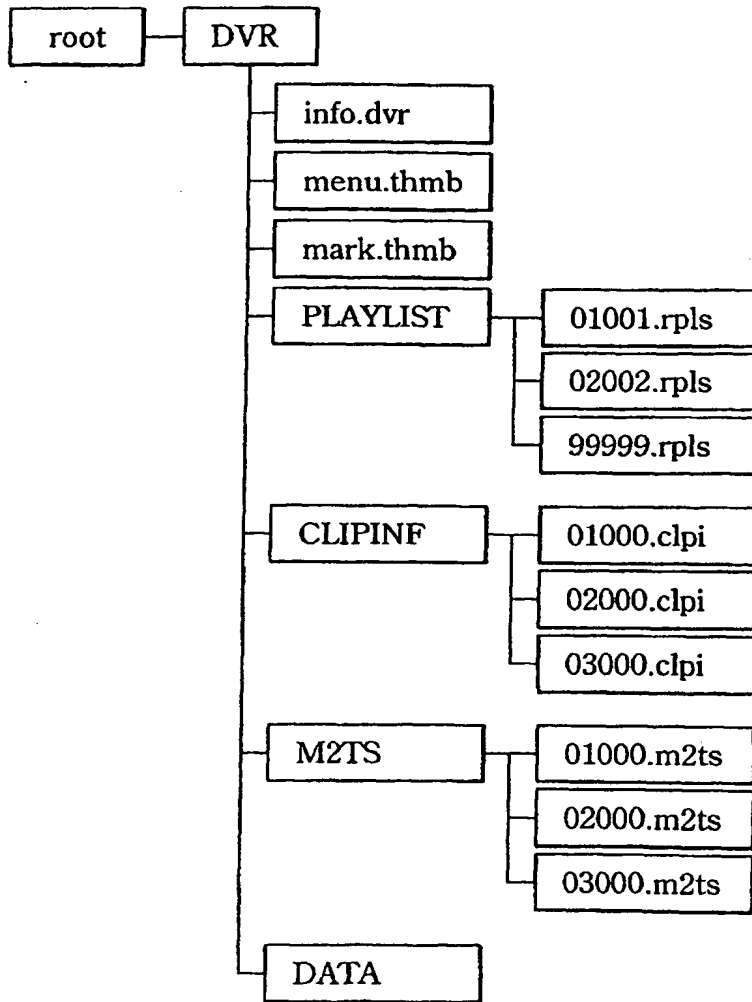 root
DVR
info.dvr
menu.thmb
mark.thmb
PLAYLIST
01001.rpls
02002.rpls
99999.rpls
CLIPINF
01000.clpi
02000.clpi
03000.clpi
M2TS
01000.m2ts
02000.m2ts
03000.m2ts
DATA